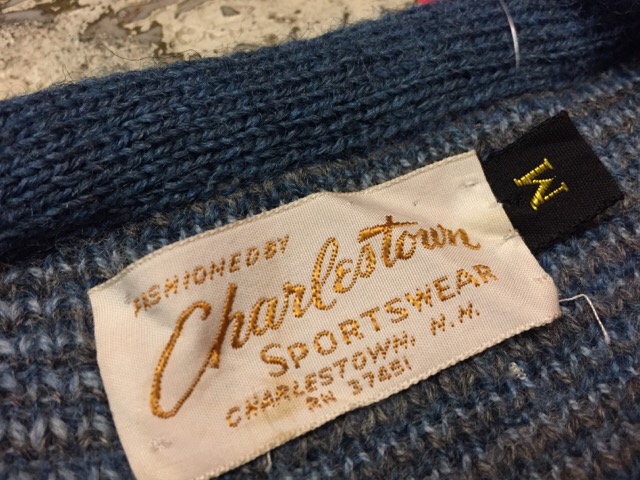 FASHIONED BY
Charlestown
SPORTSWEAR
CHARLESTOWN, N.H.
RN 37451
M